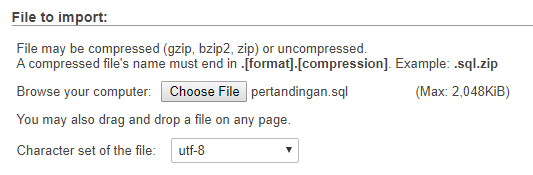 File to import:
File may be compressed (gzip, bzip2, zip) or uncompressed.
A compressed file's name must end in .[format].[compression]. Example: .sql.zip
Browse your computer: Choose File pertandingan.sql (Max: 2,048KiB)
You may also drag and drop a file on any page.
Character set of the file: utf-8